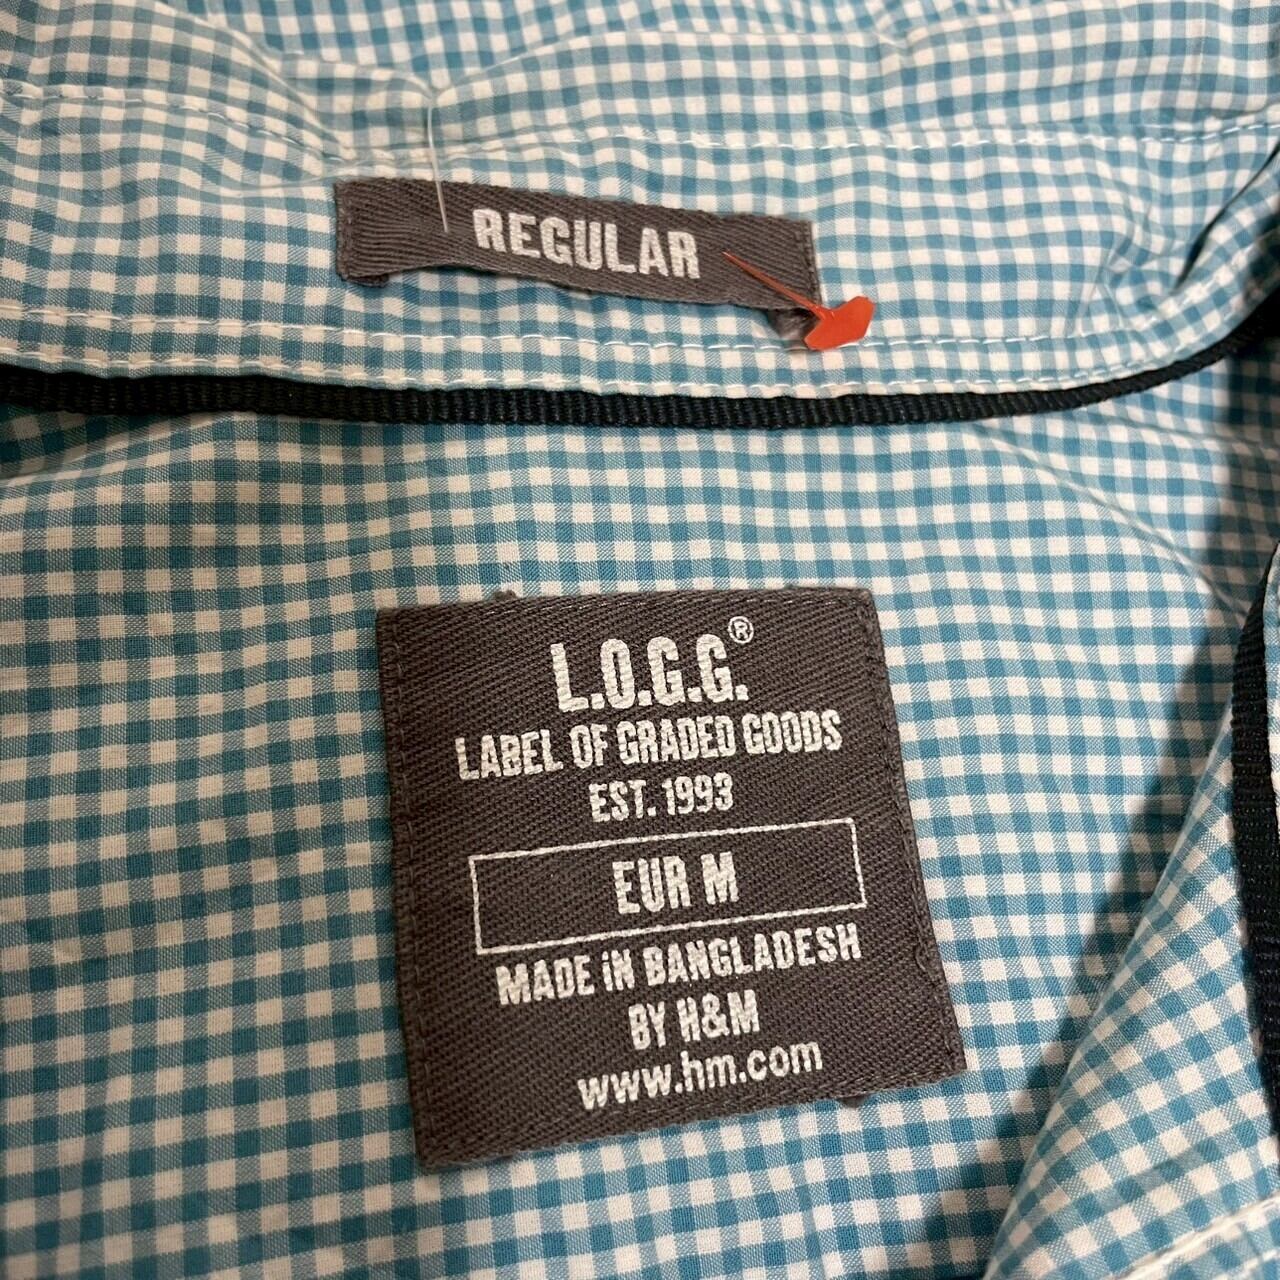 REGULAR
L.O.G.G.®
LABEL OF GRADED GOODS
EST. 1993
EUR M
MADE iN BANGLADESH
BY H&M
www.hm.com